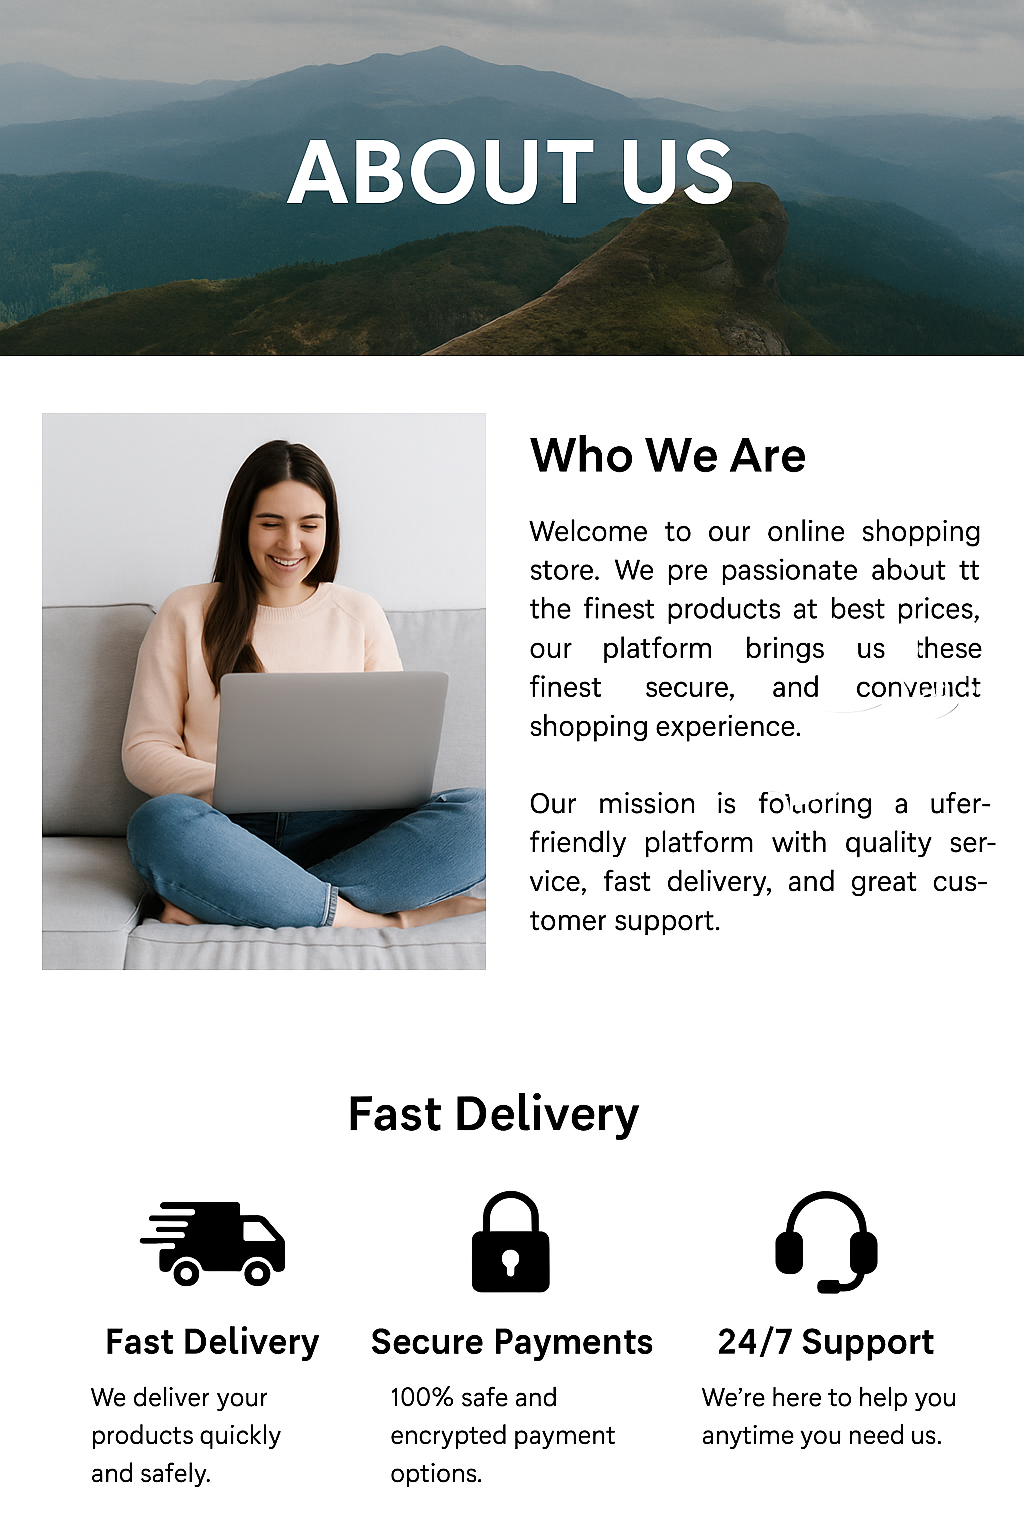 ABOUT US
Who We Are
Welcome to our online shopping
store. We pre passionate about tt
the finest products at best prices,
our platform brings us these
finest secure, and
shopping experience.
Our mission is a ufer-
friendly platform with quality ser-
vice, fast delivery, and great cus-
tomer support.
Fast Delivery
Fast Delivery
We deliver your
products quickly
and safely.
Secure Payments
100% safe and
encrypted payment
options.
24/7 Support
We're here to help you
anytime you need us.